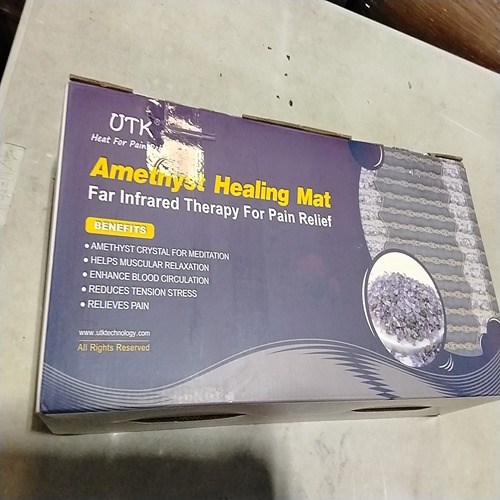 UTK®
Heat For Pain
Amethyst Healing Mat
Far Infrared Therapy For Pain Relief
BENEFITS
• AMETHYST CRYSTAL FOR MEDITATION
• HELPS MUSCULAR RELAXATION
• ENHANCE BLOOD CIRCULATION
• REDUCES TENSION STRESS
• RELIEVES PAIN
www.utktechnology.com
All Rights Reserved